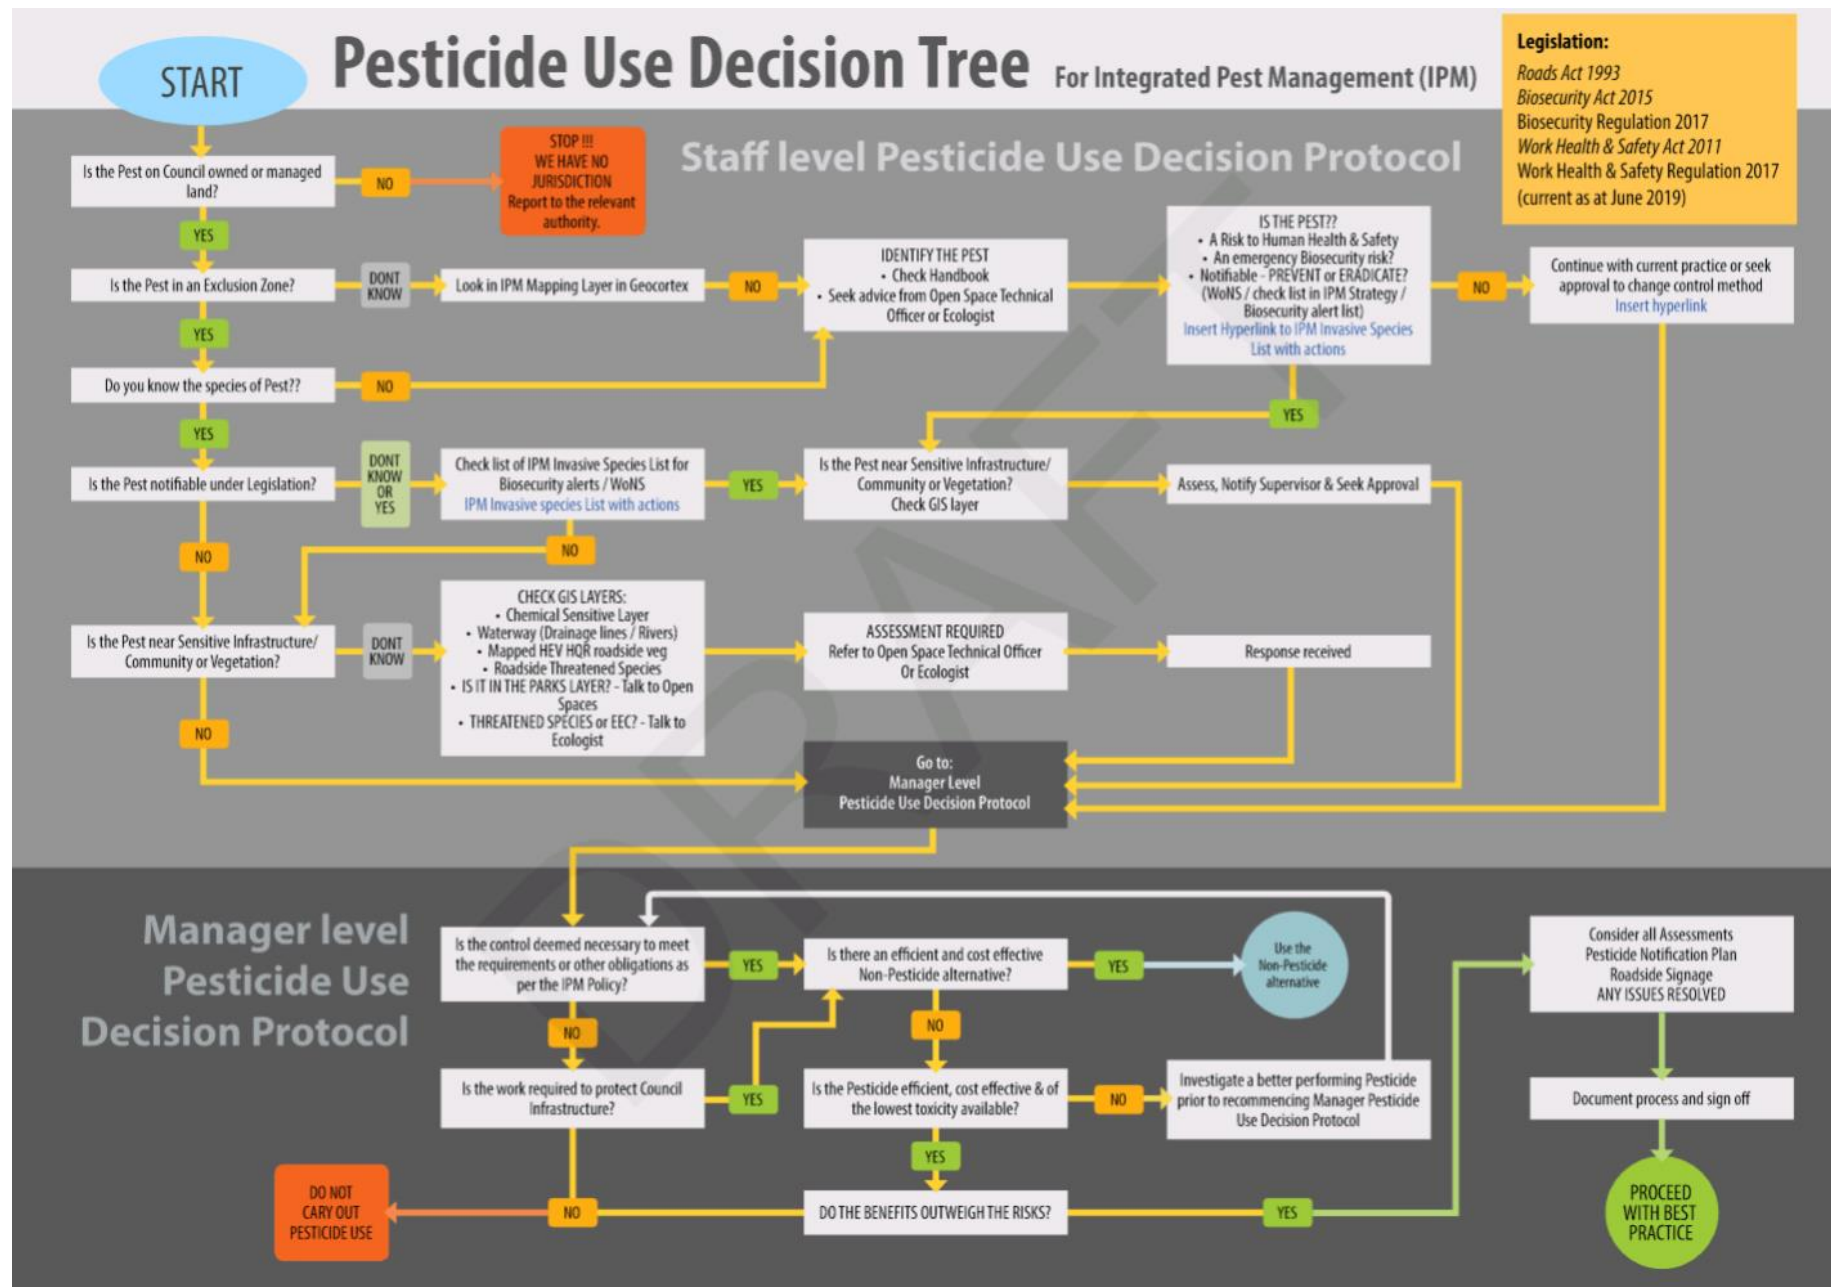 START
Pesticide Use Decision Tree For Integrated Pest Management (IPM)
Legislation:
Roads Act 1993
Biosecurity Act 2015
Biosecurity Regulation 2017
Work Health & Safety Act 2011
Work Health & Safety Regulation 2017
(current as at June 2019)
Staff level Pesticide Use Decision Protocol
Is the Pest on Council owned or managed
land?
NO
STOP !!!
WE HAVE NO
JURISDICTION
Report to the relevant
authority.
YES
Is the Pest in an Exclusion Zone?
DONT
KNOW
Look in IPM Mapping Layer in Geocortex
NO
IDENTIFY THE PEST
• Check Handbook
• Seek advice from Open Space Technical
Officer or Ecologist
IS THE PEST??
• A Risk to Human Health & Safety
• An emergency Biosecurity risk?
• Notifiable - PREVENT or ERADICATE?
(WoNS / check list in IPM Strategy /
Biosecurity alert list)
Insert Hyperlink to IPM Invasive Species
List with actions
NO
Continue with current practice or seek
approval to change control method
Insert hyperlink
YES
Do you know the species of Pest??
NO
YES
YES
Is the Pest notifiable under Legislation?
DONT
KNOW
OR
YES
Check list of IPM Invasive Species List for
Biosecurity alerts / WoNS
IPM Invasive species List with actions
YES
Is the Pest near Sensitive Infrastructure/
Community or Vegetation?
Check GIS layer
Assess, Notify Supervisor & Seek Approval
NO
NO
Is the Pest near Sensitive Infrastructure/
Community or Vegetation?
DONT
KNOW
CHECK GIS LAYERS:
• Chemical Sensitive Layer
• Waterway (Drainage lines / Rivers)
• Mapped HEV HQR roadside veg
• Roadside Threatened Species
• IS IT IN THE PARKS LAYER? - Talk to Open
Spaces
• THREATENED SPECIES or EEC? - Talk to
Ecologist
ASSESSMENT REQUIRED
Refer to Open Space Technical Officer
Or Ecologist
Response received
NO
Go to:
Manager Level
Pesticide Use Decision Protocol
DRAFT
Manager level
Pesticide Use
Decision Protocol
Is the control deemed necessary to meet
the requirements or other obligations as
per the IPM Policy?
YES
Is there an efficient and cost effective
Non-Pesticide alternative?
YES
Use the
Non-Pesticide
alternative
Consider all Assessments
Pesticide Notification Plan
Roadside Signage
ANY ISSUES RESOLVED
NO
NO
Is the work required to protect Council
Infrastructure?
YES
Is the Pesticide efficient, cost effective & of
the lowest toxicity available?
NO
Investigate a better performing Pesticide
prior to recommencing Manager Pesticide
Use Decision Protocol
Document process and sign off
YES
DO NOT
CARY OUT
PESTICIDE USE
NO
DO THE BENEFITS OUTWEIGH THE RISKS?
YES
PROCEED
WITH BEST
PRACTICE